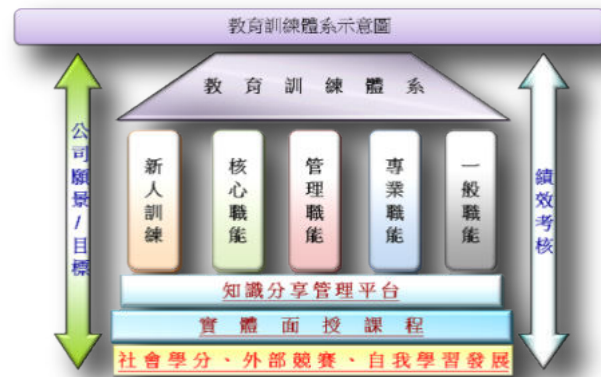 教育訓練體系示意圖
教育訓練體系
公司願景/目標
新人訓練
核心職能
管理職能
專業職能
一般職能
績效考核
知識分享管理平台
實體面授課程
社會學分、外部競賽、自我學習發展